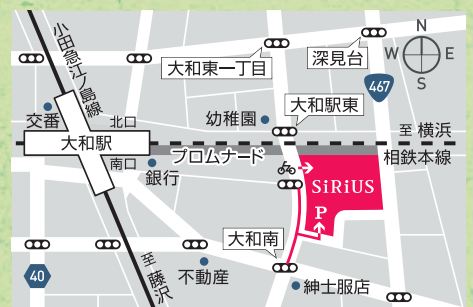 小田急江ノ島線
N
W E
S
深見台
大和東一丁目
467
大和駅東
幼稚園
交番
北口
大和駅
南口
至 横浜
相鉄本線
プロムナード
銀行
SiRiUS
P
大和南
不動産
至 藤沢
紳士服店
40